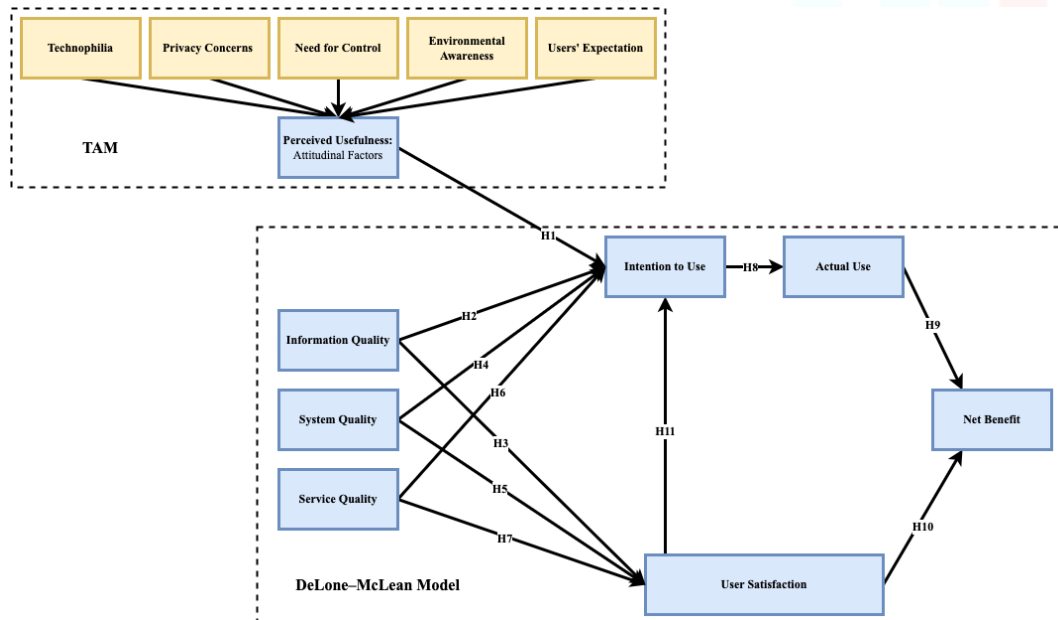 Technophilia
Privacy Concerns
Need for Control
Environmental
Awareness
Users' Expectation
TAM
Perceived Usefulness:
Attitudinal Factors
H1
Intention to Use
H8
Actual Use
H2
H9
Information Quality
H4
H6
System Quality
Net Benefit
H11
H3
Service Quality
H5
H7
H10
DeLone–McLean Model
User Satisfaction